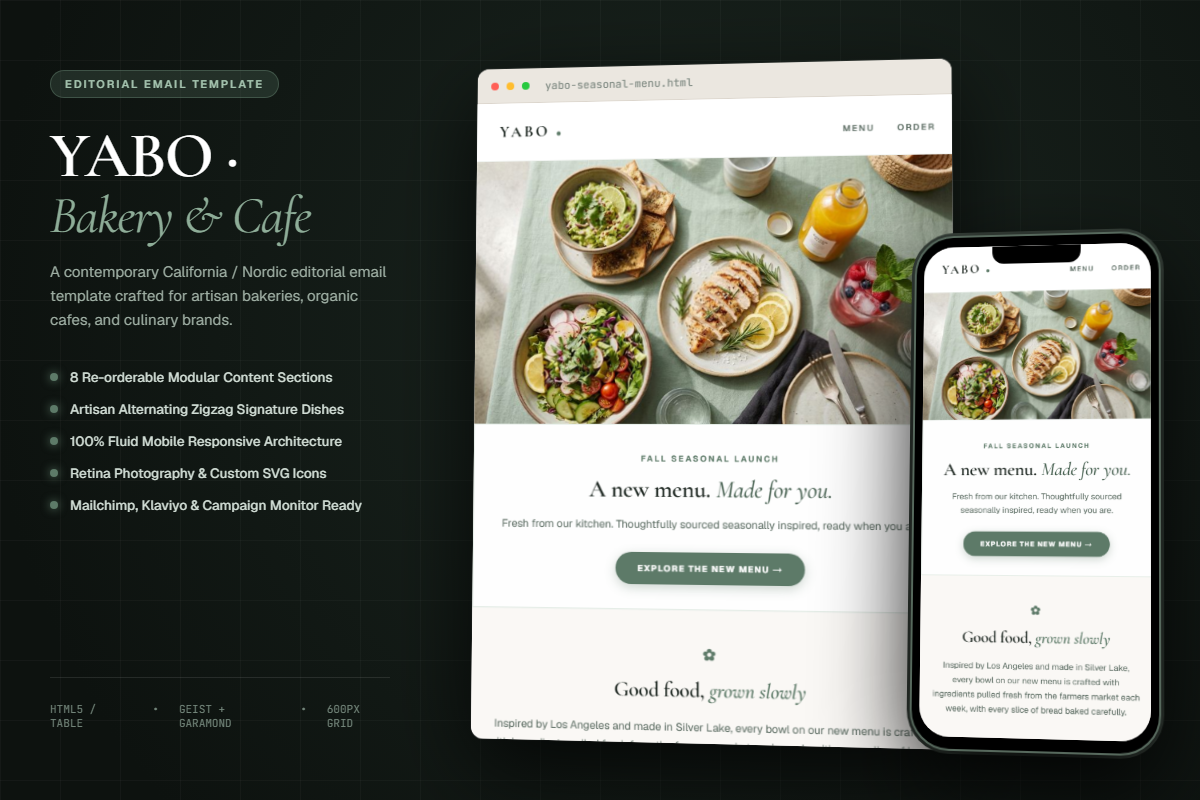 EDITORIAL EMAIL TEMPLATE
YABO •
Bakery & Cafe
A contemporary California / Nordic editorial email
template crafted for artisan bakeries, organic
cafes, and culinary brands.
8 Re-orderable Modular Content Sections
Artisan Alternating Zigzag Signature Dishes
100% Fluid Mobile Responsive Architecture
Retina Photography & Custom SVG Icons
Mailchimp, Klaviyo & Campaign Monitor Ready
HTML5 / TABLE • GEIST + GARAMOND • 600PX GRID
yabo-seasonal-menu.html
YABO • MENU ORDER
FALL SEASONAL LAUNCH
A new menu. Made for you.
Fresh from our kitchen. Thoughtfully sourced seasonally inspired, ready when you
EXPLORE THE NEW MENU →
Good food, grown slowly
Inspired by Los Angeles and made in Silver Lake, every bowl on our new menu is
YABO • MENU ORDER
FALL SEASONAL LAUNCH
A new menu. Made for you.
Fresh from our kitchen. Thoughtfully sourced
seasonally inspired, ready when you are.
EXPLORE THE NEW MENU →
Good food, grown slowly
Inspired by Los Angeles and made in Silver Lake,
every bowl on our new menu is crafted with
ingredients pulled fresh from the farmers market each
week, with every slice of bread baked carefully.